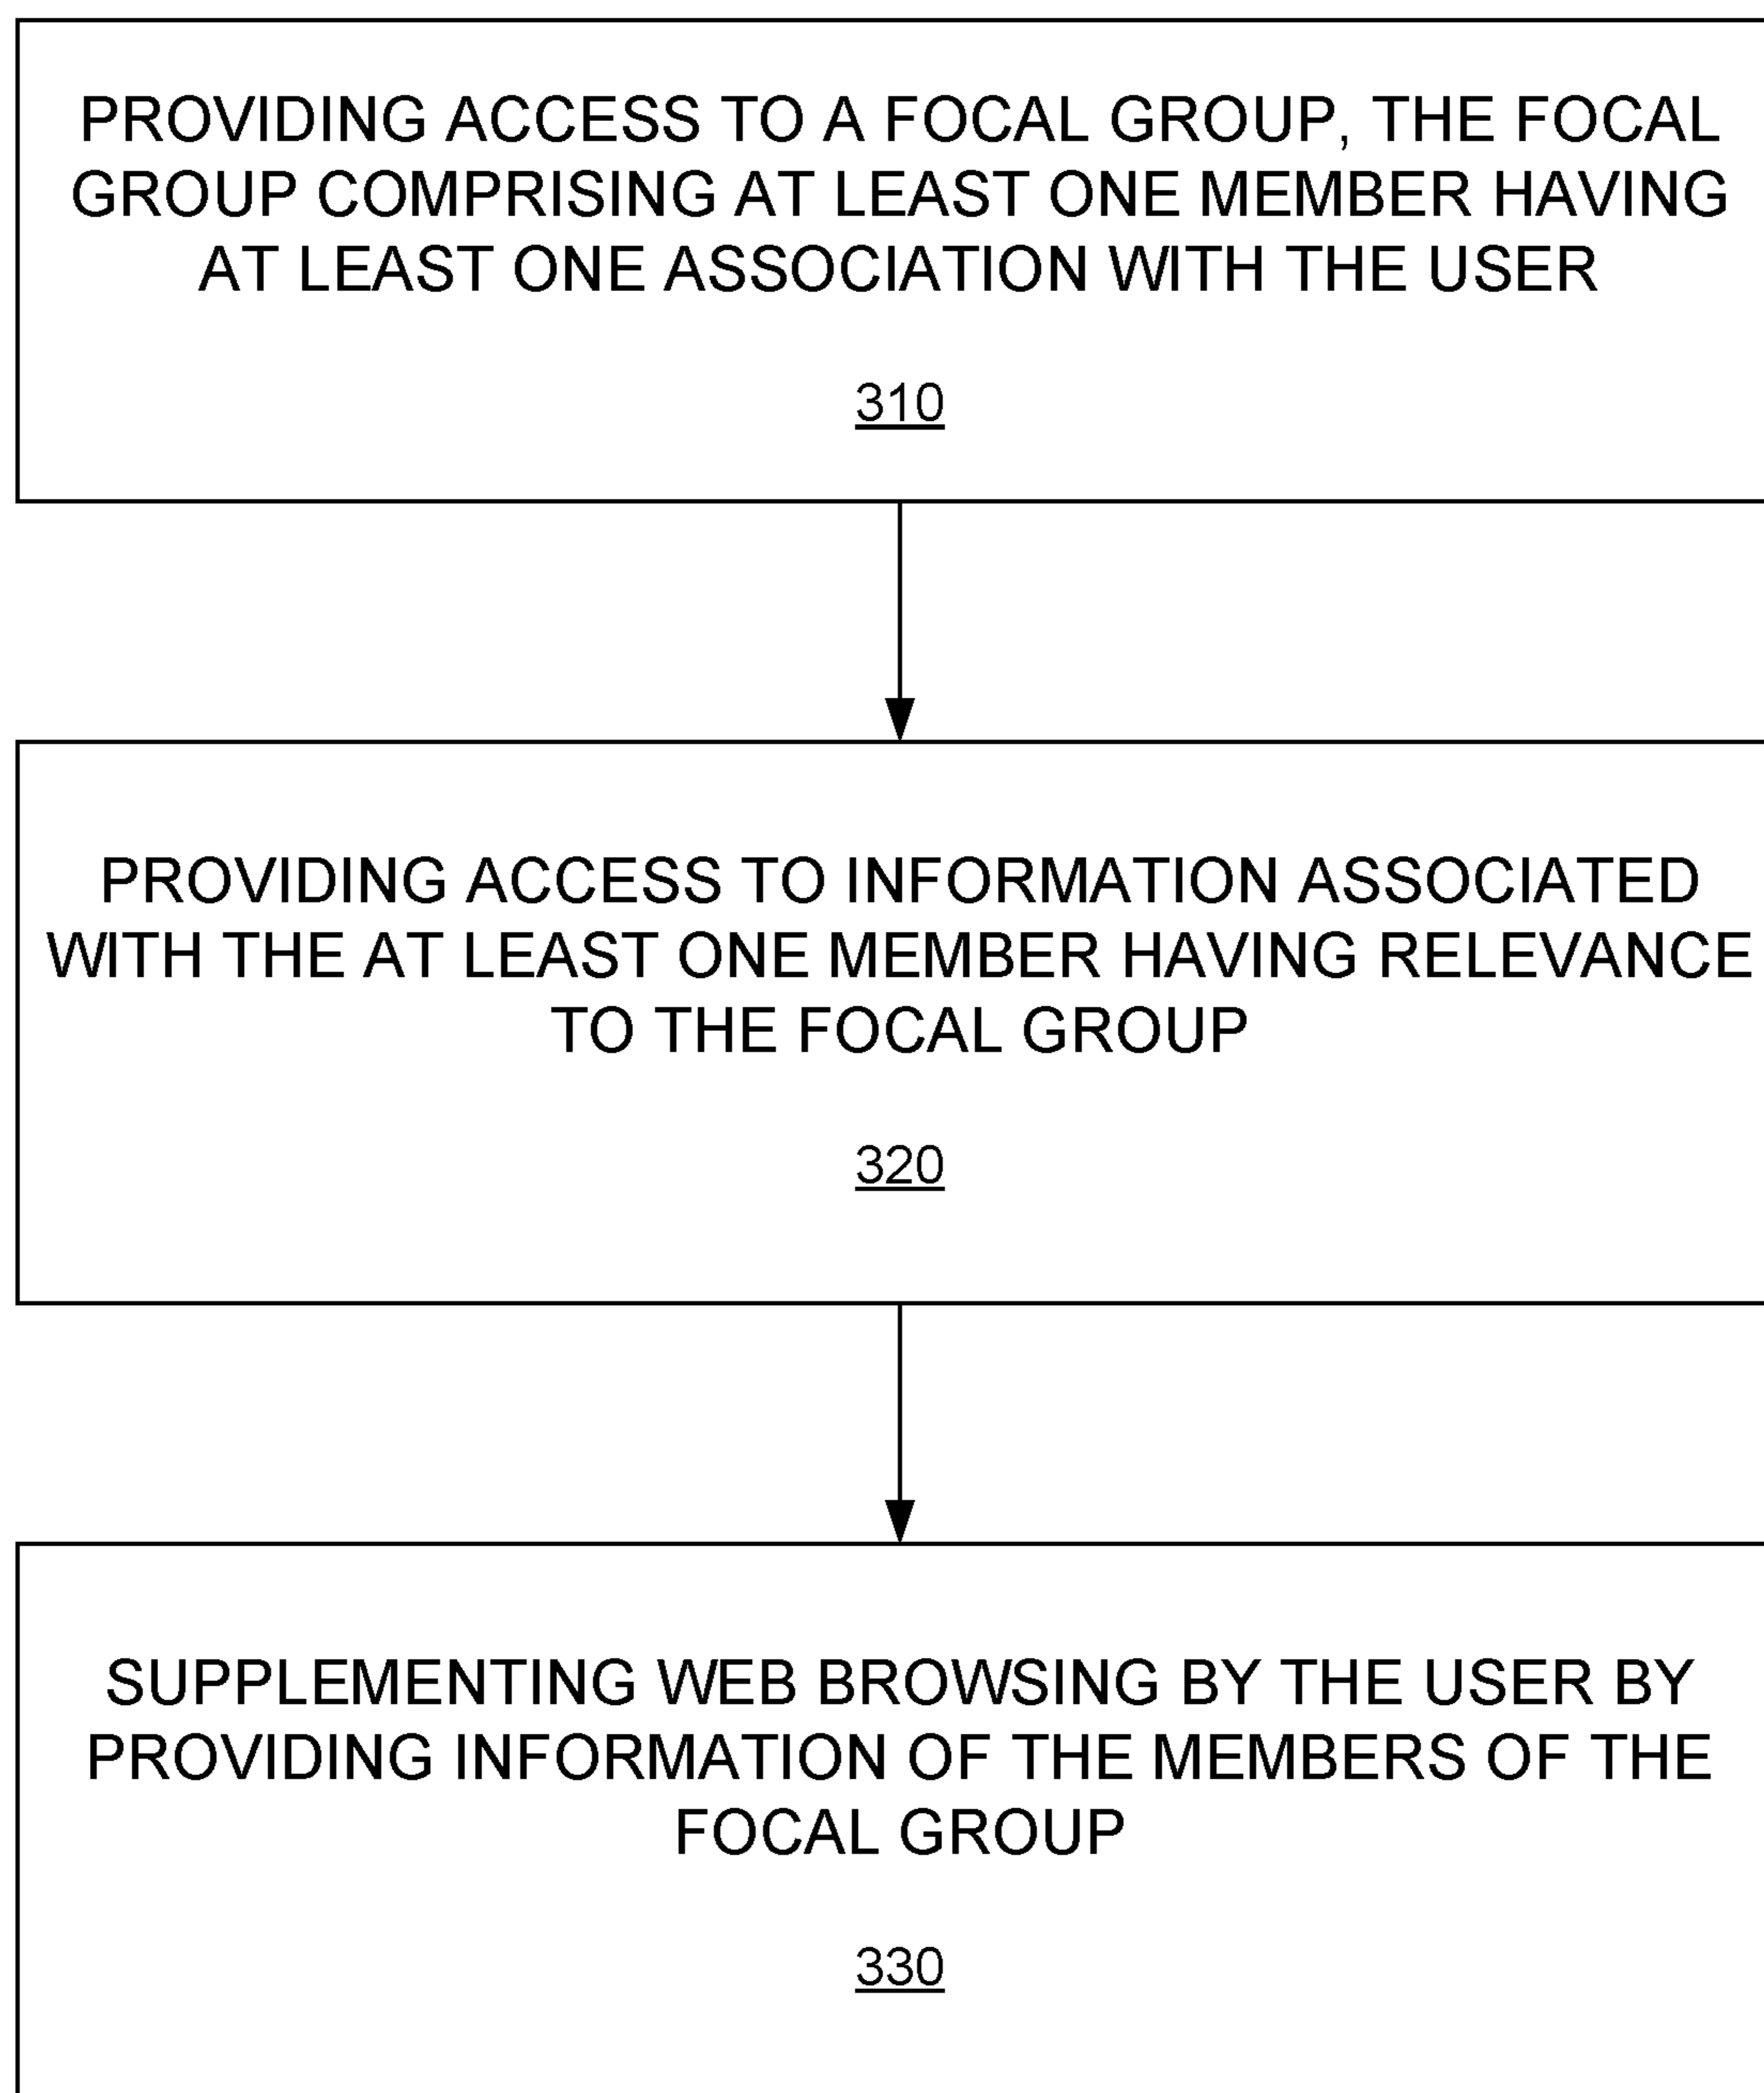 PROVIDING ACCESS TO A FOCAL GROUP, THE FOCAL
GROUP COMPRISING AT LEAST ONE MEMBER HAVING
AT LEAST ONE ASSOCIATION WITH THE USER
310
PROVIDING ACCESS TO INFORMATION ASSOCIATED
WITH THE AT LEAST ONE MEMBER HAVING RELEVANCE
TO THE FOCAL GROUP
320
SUPPLEMENTING WEB BROWSING BY THE USER BY
PROVIDING INFORMATION OF THE MEMBERS OF THE
FOCAL GROUP
330